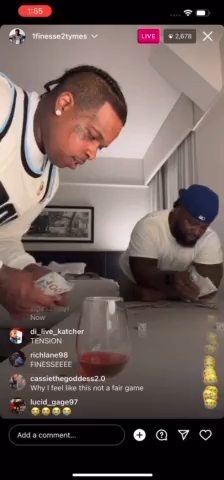 1:55
1finesse2tymes
LIVE
2,678
Now
di_live_katcher
TENSION
richlane98
FINESSEEEE
cassiethegoddess2.0
Why I feel like this not a fair game
lucid_gage97
😂😂😂😂
Add a comment...